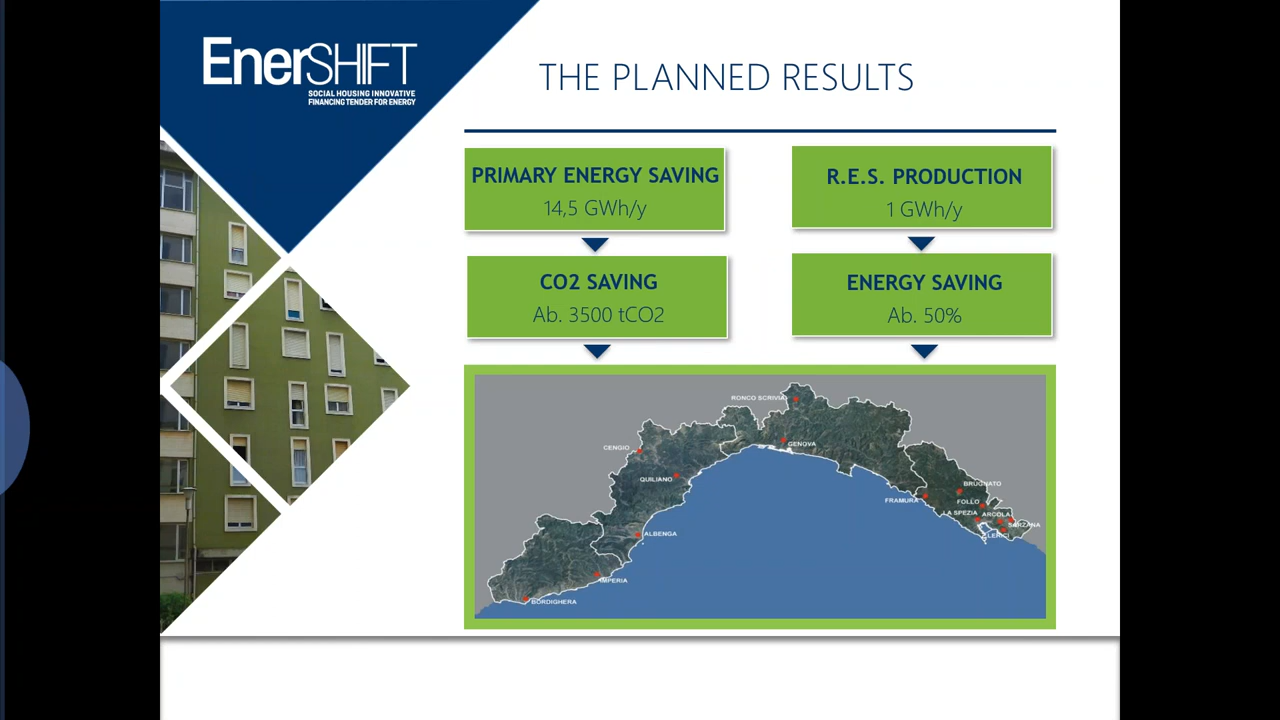 EnerSHIFT
SOCIAL HOUSING INNOVATIVE
FINANCING TENDER FOR ENERGY
THE PLANNED RESULTS
PRIMARY ENERGY SAVING
14,5 GWh/y
R.E.S. PRODUCTION
1 GWh/y
CO2 SAVING
Ab. 3500 tCO2
ENERGY SAVING
Ab. 50%
RONCO SCRIVIA
GENOVA
CENGIO
QUILIANO
BRUGNATO
FRAMURA
FOLLO
LA SPEZIA
ARCOLA
SARZANA
LERICI
ALBENGA
IMPERIA
BORDIGHERA